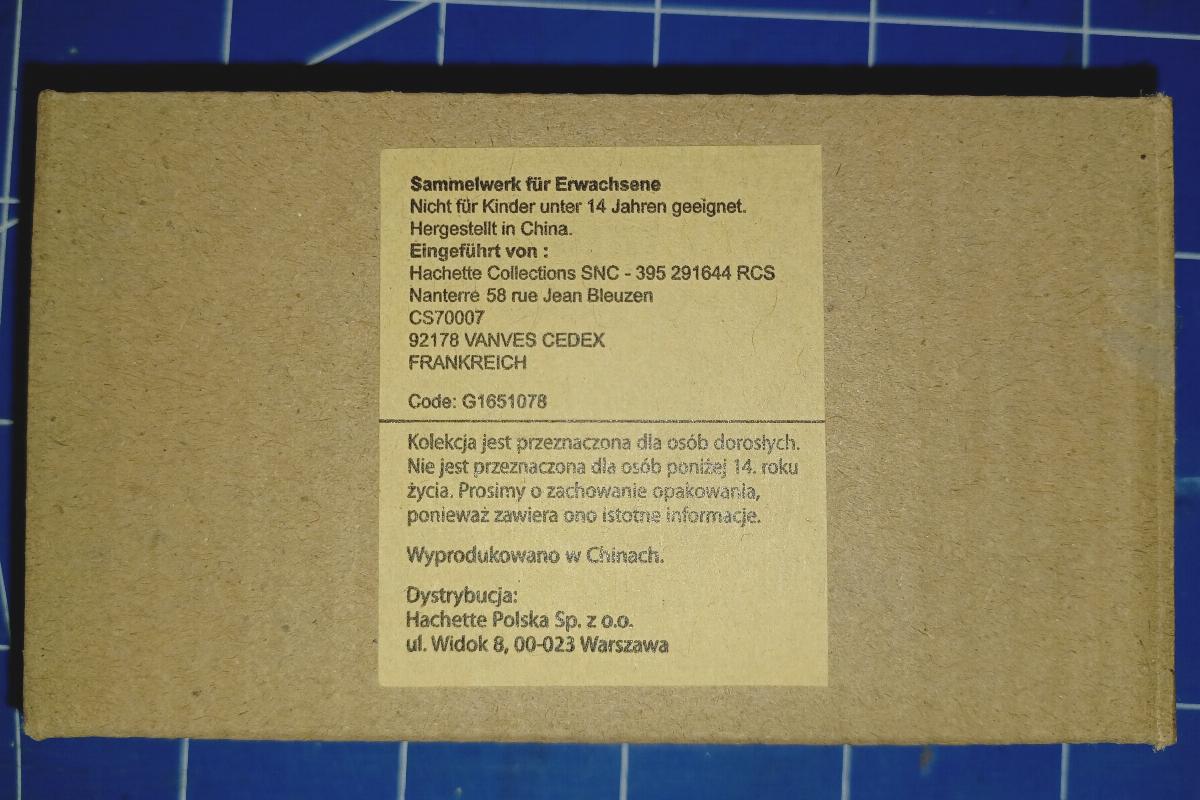 Sammelwerk für Erwachsene
Nicht für Kinder unter 14 Jahren geeignet.
Hergestellt in China.
Eingeführt von :
Hachette Collections SNC - 395 291644 RCS
Nanterre 58 rue Jean Bleuzen
CS70007
92178 VANVES CEDEX
FRANKREICH
Code: G1651078
Kolekcja jest przeznaczona dla osób dorosłych.
Nie jest przeznaczona dla osób poniżej 14. roku
życia. Prosimy o zachowanie opakowania,
ponieważ zawiera ono istotne informacje.
Wyprodukowano w Chinach.
Dystrybucja:
Hachette Polska Sp. z o.o.
ul. Widok 8, 00-023 Warszawa